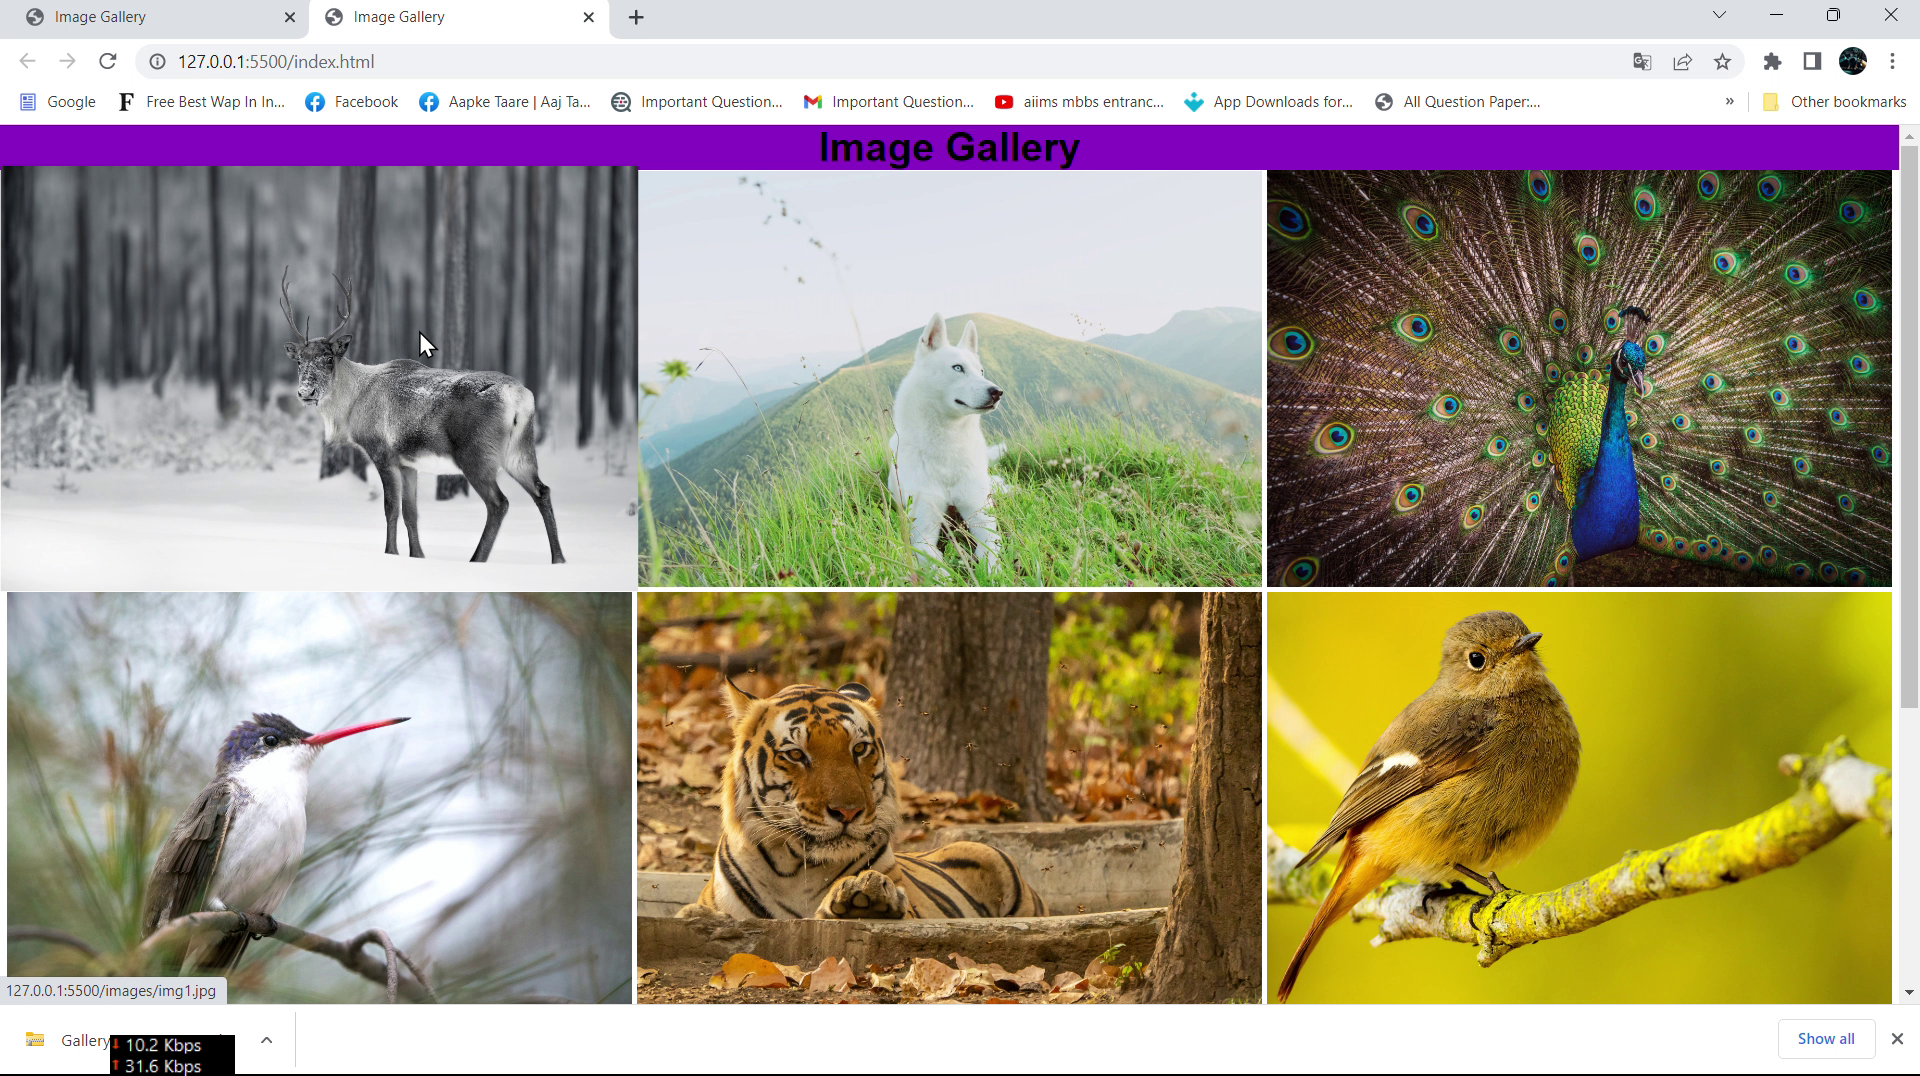 Image Gallery
Image Gallery
127.0.0.1:5500/index.html
Google
Free Best Wap In In...
Facebook
Aapke Taare | Aaj Ta...
Important Question...
Important Question...
aiims mbbs entranc...
App Downloads for...
All Question Paper:...
»
Other bookmarks
Image Gallery
127.0.0.1:5500/images/img1.jpg
Gallery
10.2 Kbps
31.6 Kbps
Show all